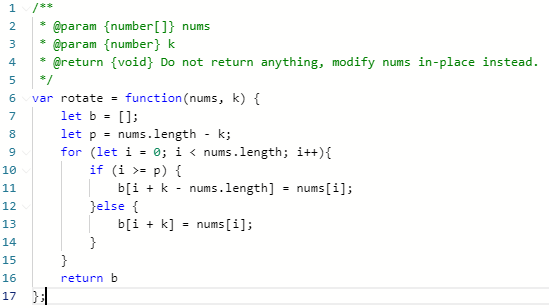 1 /**
2  * @param {number[]} nums
3  * @param {number} k
4  * @return {void} Do not return anything, modify nums in-place instead.
5  */
6 var rotate = function(nums, k) {
7     let b = [];
8     let p = nums.length - k;
9     for (let i = 0; i < nums.length; i++){
10         if (i >= p) {
11             b[i + k - nums.length] = nums[i];
12         }else {
13             b[i + k] = nums[i];
14         }
15     }
16     return b
17 };